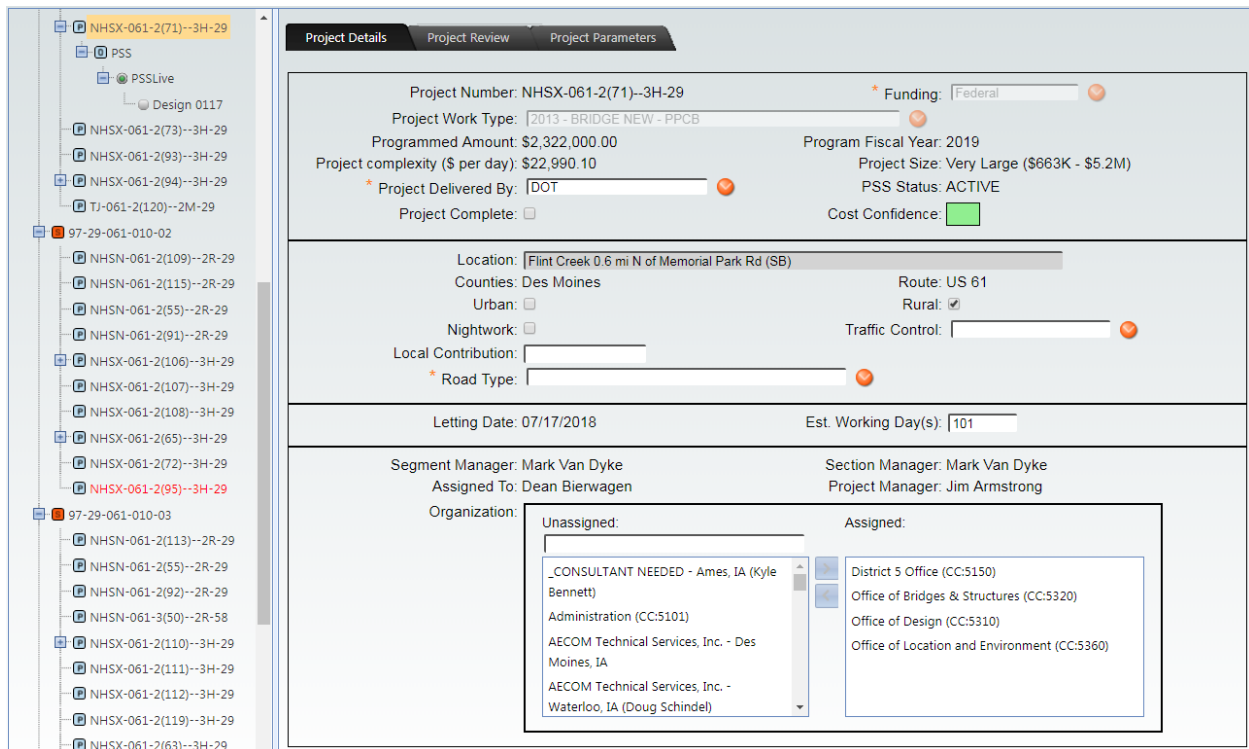 NHSX-061-2(71)--3H-29
PSS
PSSLive
Design 0117
NHSX-061-2(73)--3H-29
NHSX-061-2(93)--3H-29
NHSX-061-2(94)--3H-29
TJ-061-2(120)--2M-29
97-29-061-010-02
NHSN-061-2(109)--2R-29
NHSN-061-2(115)--2R-29
NHSN-061-2(55)--2R-29
NHSN-061-2(91)--2R-29
NHSX-061-2(106)--3H-29
NHSX-061-2(107)--3H-29
NHSX-061-2(108)--3H-29
NHSX-061-2(65)--3H-29
NHSX-061-2(72)--3H-29
NHSX-061-2(95)--3H-29
97-29-061-010-03
NHSN-061-2(113)--2R-29
NHSN-061-2(55)--2R-29
NHSN-061-2(92)--2R-29
NHSN-061-3(50)--2R-58
NHSX-061-2(110)--3H-29
NHSX-061-2(111)--3H-29
NHSX-061-2(112)--3H-29
NHSX-061-2(119)--3H-29
NHSX-061-2(63)--3H-29
Project Details Project Review Project Parameters
Project Number: NHSX-061-2(71)--3H-29 * Funding: Federal
Project Work Type: 2013 - BRIDGE NEW - PPCB
Programmed Amount: $2,322,000.00 Program Fiscal Year: 2019
Project complexity ($ per day): $22,990.10 Project Size: Very Large ($663K - $5.2M)
* Project Delivered By: DOT PSS Status: ACTIVE
Project Complete: Cost Confidence:
Location: Flint Creek 0.6 mi N of Memorial Park Rd (SB)
Counties: Des Moines Route: US 61
Urban: Rural:
Nightwork: Traffic Control:
Local Contribution:
* Road Type:
Letting Date: 07/17/2018 Est. Working Day(s): 101
Segment Manager: Mark Van Dyke Section Manager: Mark Van Dyke
Assigned To: Dean Bierwagen Project Manager: Jim Armstrong
Organization:
Unassigned:
_CONSULTANT NEEDED - Ames, IA (Kyle
Bennett)
Administration (CC:5101)
AECOM Technical Services, Inc. - Des
Moines, IA
AECOM Technical Services, Inc. -
Waterloo, IA (Doug Schindel)
Assigned:
District 5 Office (CC:5150)
Office of Bridges & Structures (CC:5320)
Office of Design (CC:5310)
Office of Location and Environment (CC:5360)